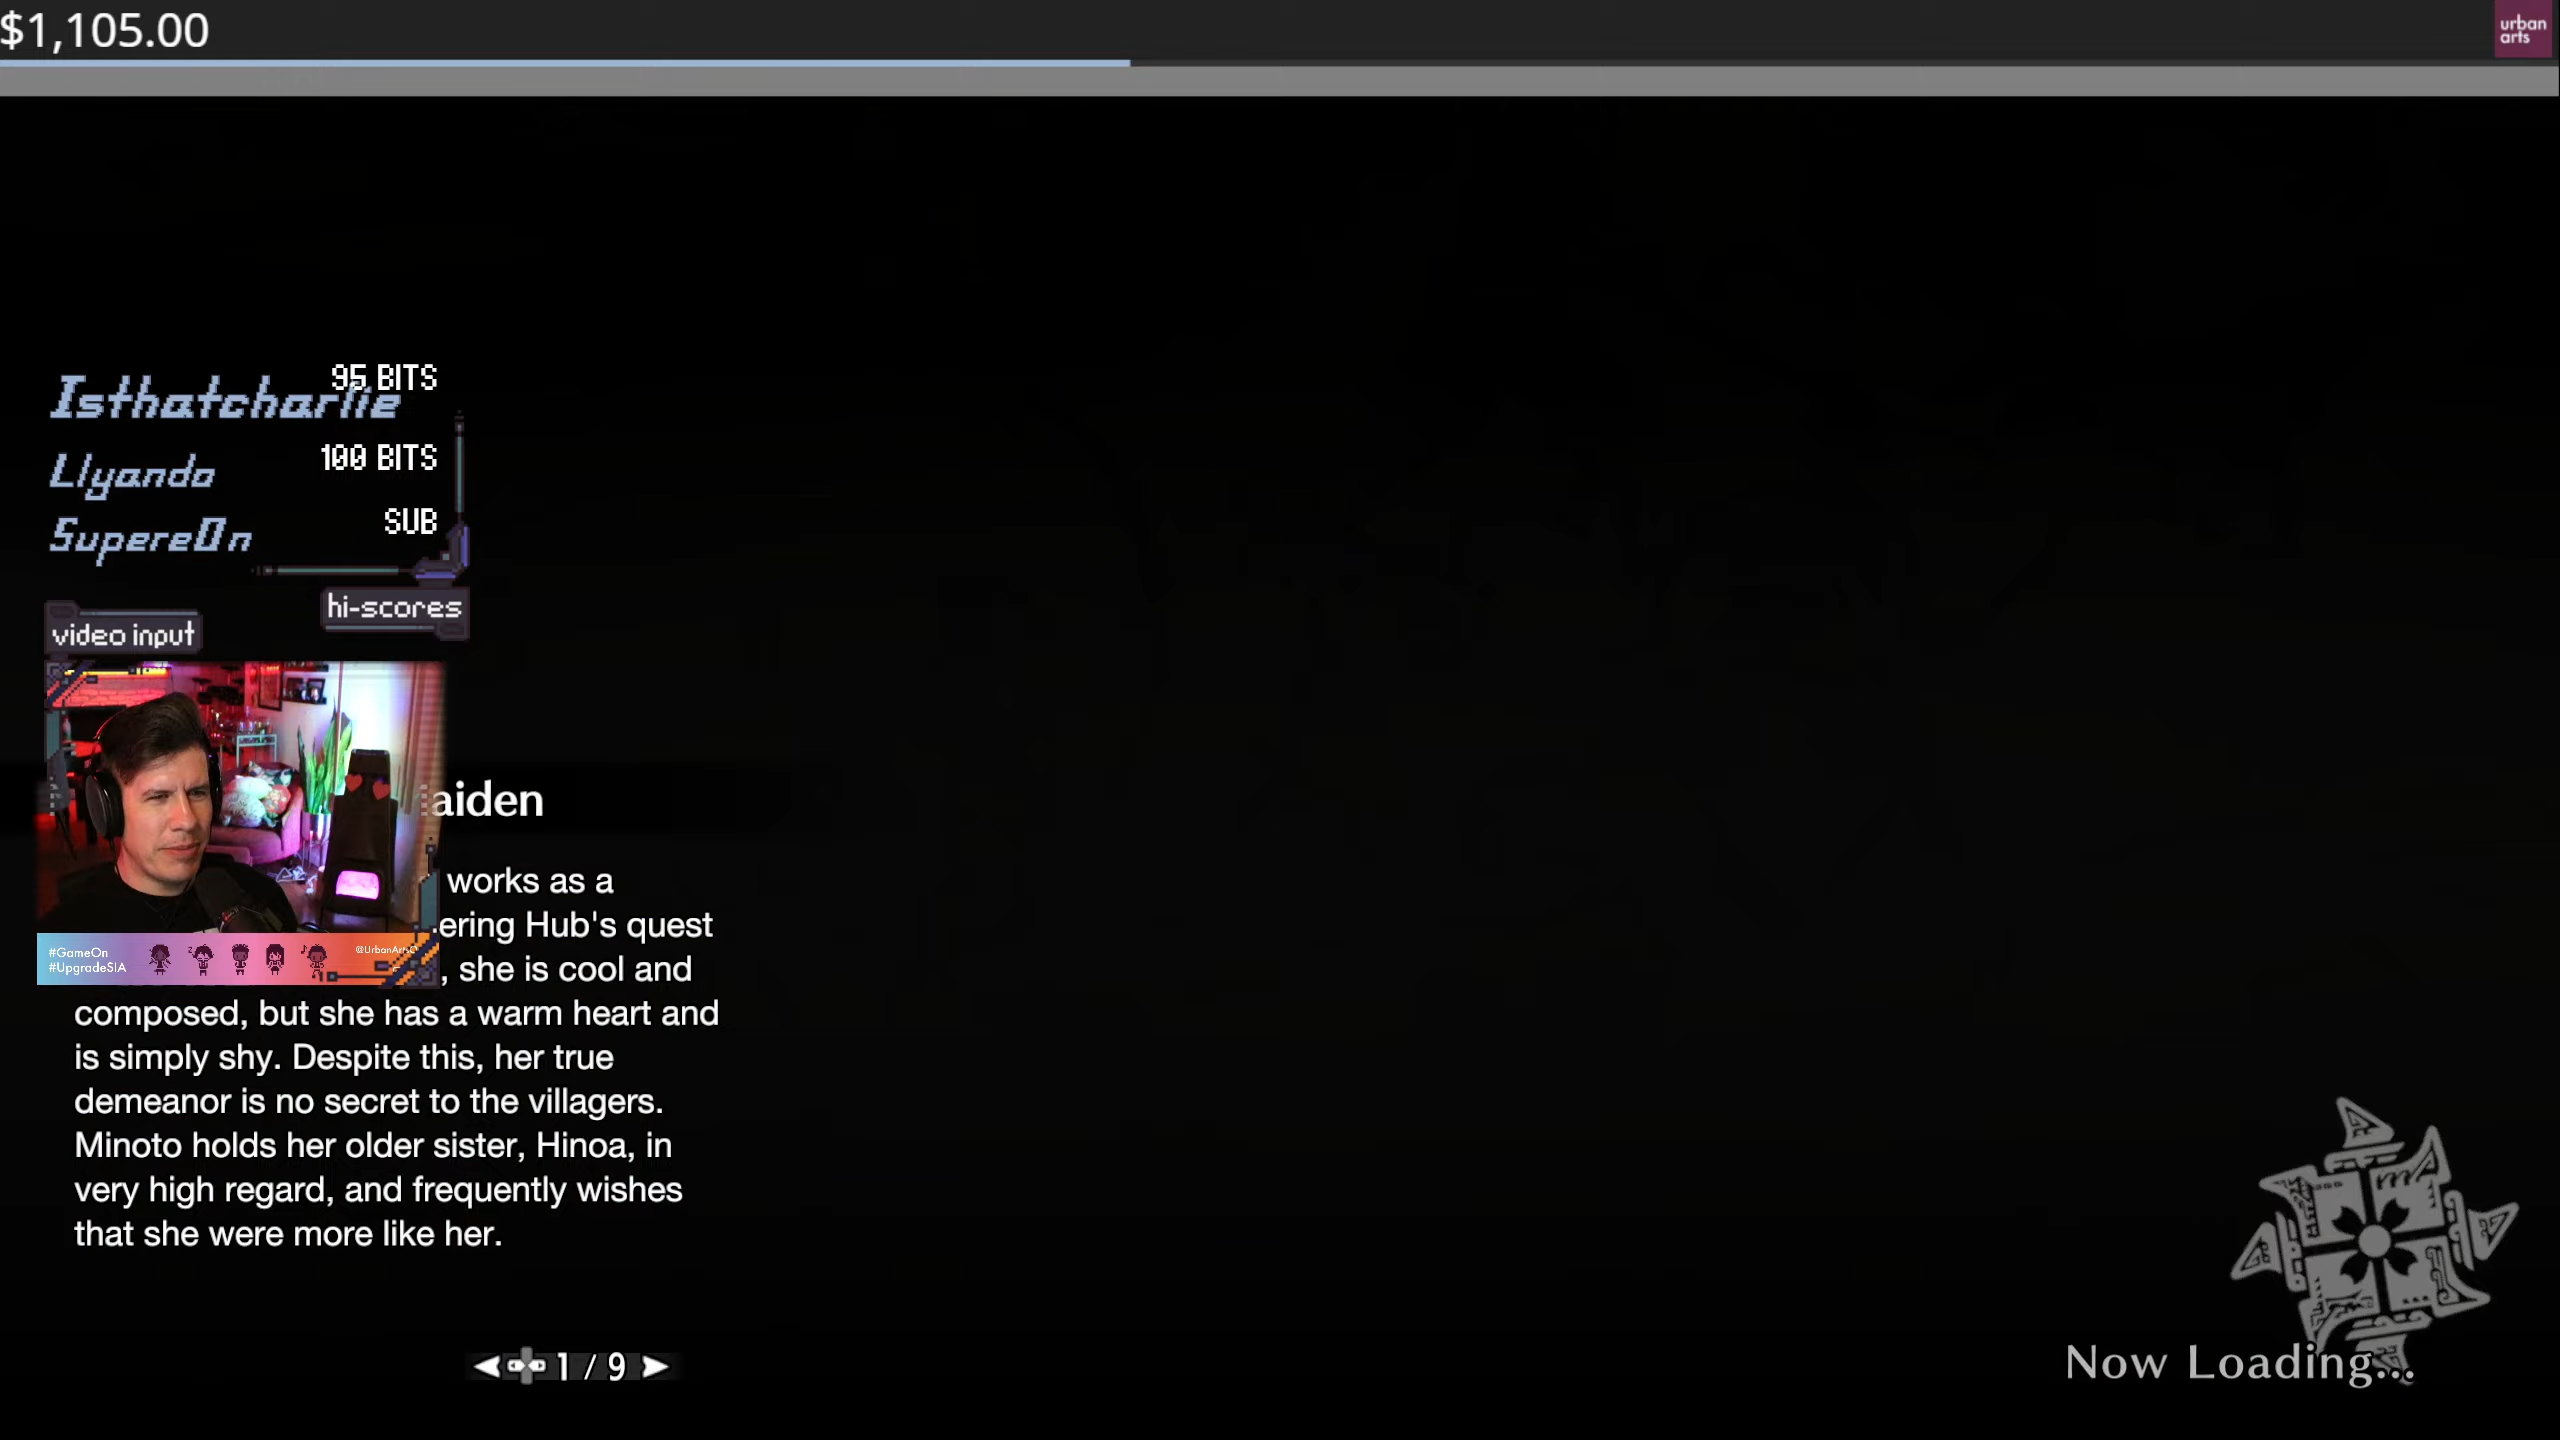 $1,105.00
urban
arts
95 BITS
Isthatcharlie
100 BITS
Llyando
SUB
Supere0n
hi-scores
video input
aiden
works as a
ering Hub's quest
, she is cool and
composed, but she has a warm heart and
is simply shy. Despite this, her true
demeanor is no secret to the villagers.
Minoto holds her older sister, Hinoa, in
very high regard, and frequently wishes
that she were more like her.
#GameOn
#UpgradeSIA
1 / 9
Now Loading...